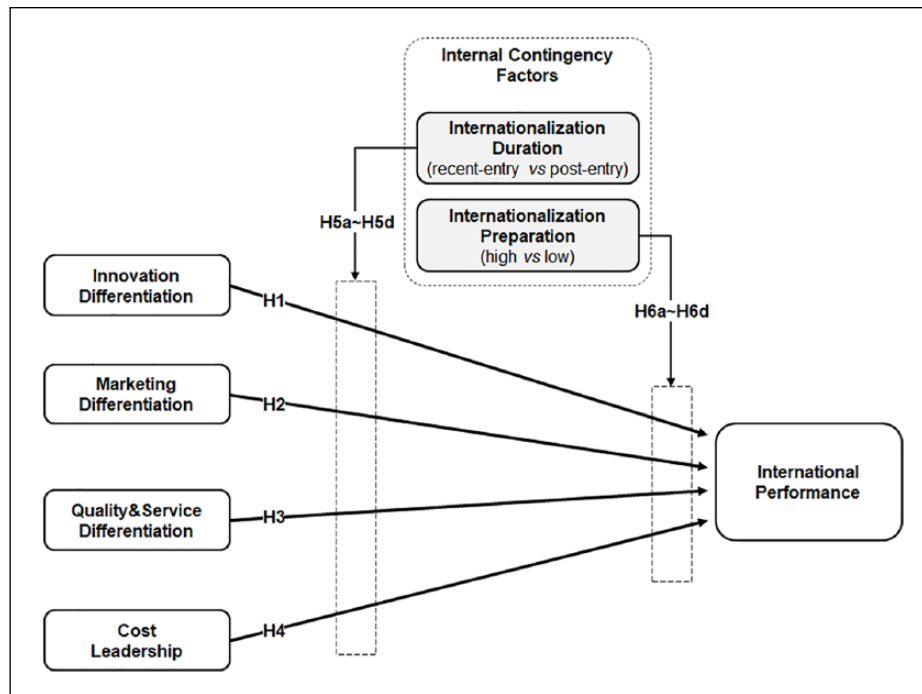 Internal Contingency
Factors
Internationalization
Duration
(recent-entry vs post-entry)
H5a~H5d
Internationalization
Preparation
(high vs low)
H6a~H6d
Innovation
Differentiation
H1
Marketing
Differentiation
H2
Quality&Service
Differentiation
H3
Cost
Leadership
H4
International
Performance